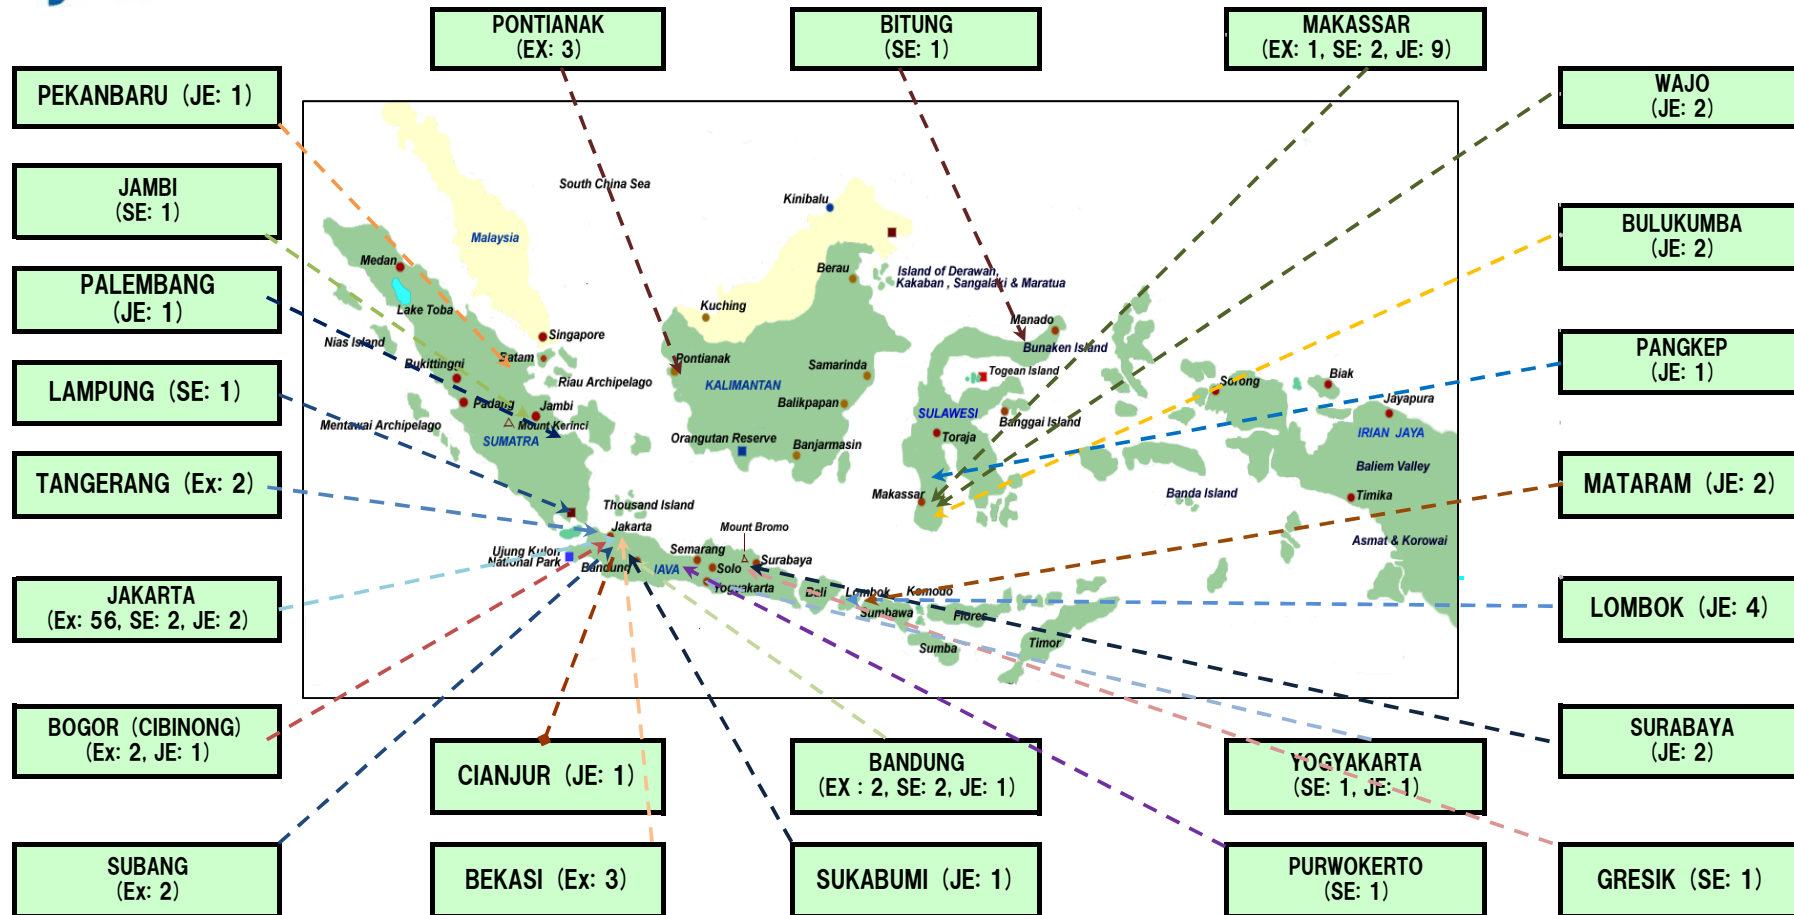 PONTIANAK
(EX: 3)
BITUNG
(SE: 1)
MAKASSAR
(EX: 1, SE: 2, JE: 9)
PEKANBARU (JE: 1)
WAJO
(JE: 2)
JAMBI
(SE: 1)
BULUKUMBA
(JE: 2)
PALEMBANG
(JE: 1)
PANGKEP
(JE: 1)
LAMPUNG (SE: 1)
TANGERANG (Ex: 2)
MATARAM (JE: 2)
JAKARTA
(Ex: 56, SE: 2, JE: 2)
LOMBOK (JE: 4)
BOGOR (CIBINONG)
(Ex: 2, JE: 1)
CIANJUR (JE: 1)
BANDUNG
(EX : 2, SE: 2, JE: 1)
YOGYAKARTA
(SE: 1, JE: 1)
SURABAYA
(JE: 2)
SUBANG
(Ex: 2)
BEKASI (Ex: 3)
SUKABUMI (JE: 1)
PURWOKERTO
(SE: 1)
GRESIK (SE: 1)
South China Sea
Kinibalu
Malaysia
Medan
Berau
Island of Derawan,
Kakaban , Sangalaki & Maratua
Lake Toba
Kuching
Manado
Nias Island
Singapore
Bunaken Island
Batam
Bukittinggi
Pontianak
Samarinda
Togean Island
Riau Archipelago
KALIMANTAN
Sorong
Biak
Padang
Jambi
Balikpapan
SULAWESI
Banggai Island
Jayapura
Mentawai Archipelago
Mount Kerinci
SUMATRA
Orangutan Reserve
Banjarmasin
Toraja
IRIAN JAYA
Baliem Valley
Makassar
Banda Island
Timika
Thousand Island
Jakarta
Mount Bromo
Asmat & Korowai
Ujung Kulon
National Park
Semarang
Surabaya
Bandung
JAVA
Solo
Yogyakarta
Bali
Lombok
Komodo
Sumbawa
Flores
Sumba
Timor